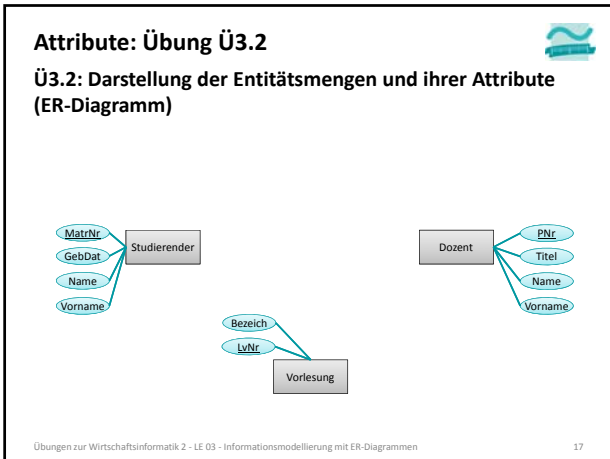 Attribute: Übung Ü3.2
Ü3.2: Darstellung der Entitätsmengen und ihrer Attribute
(ER-Diagramm)
MatrNr
GebDat
Name
Vorname
Studierender
Dozent
PNr
Titel
Name
Vorname
Bezeich
LvNr
Vorlesung
Übungen zur Wirtschaftsinformatik 2 - LE 03 - Informationsmodellierung mit ER-Diagrammen
17